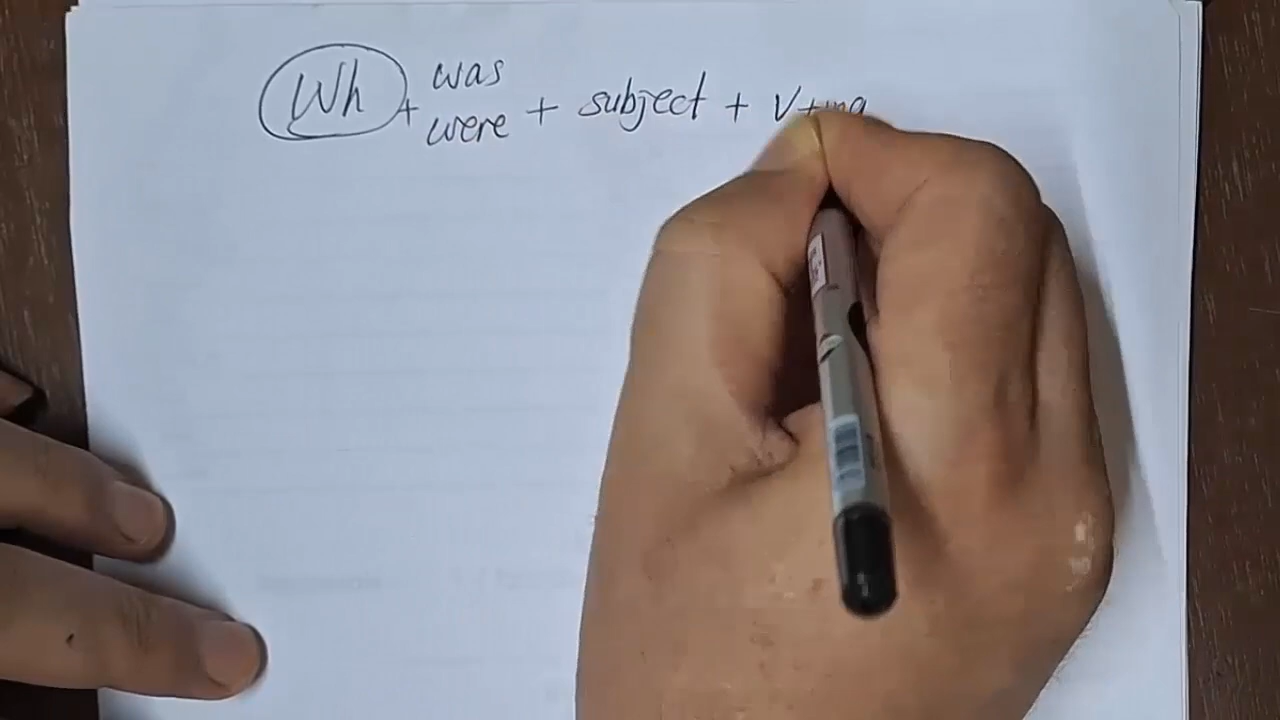 Wh + was + subject + V+ing
were